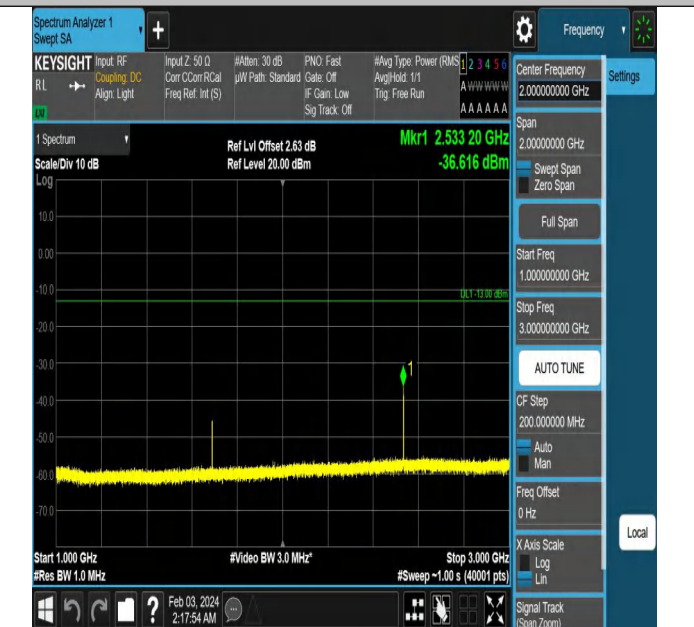 Spectrum Analyzer 1
Swept SA
+
Frequency
KEYSIGHT
RL
Input: RF
Coupling: DC
Align: Light
Input Z: 50 Ω
Corr CCorr RCal
Freq Ref: Int (S)
#Atten: 30 dB
µW Path: Standard
PNO: Fast
Gate: Off
IF Gain: Low
Sig Track: Off
#Avg Type: Power (RMS
Avg|Hold: 1/1
Trig: Free Run
1 2 3 4 5 6
A W W W W W
A A A A A A
1 Spectrum
Scale/Div 10 dB
Log
Ref Lvl Offset 2.63 dB
Ref Level 20.00 dBm
Mkr1 2.533 20 GHz
-36.616 dBm
10.0
0.00
-10.0
DL1 -13.00 dBm
-20.0
-30.0
1
-40.0
-50.0
-60.0
-70.0
Start 1.000 GHz
#Res BW 1.0 MHz
#Video BW 3.0 MHz*
Stop 3.000 GHz
#Sweep ~1.00 s (40001 pts)
Feb 03, 2024
2:17:54 AM
?
Center Frequency
2.000000000 GHz
Settings
Span
2.00000000 GHz
Swept Span
Zero Span
Full Span
Start Freq
1.000000000 GHz
Stop Freq
3.000000000 GHz
AUTO TUNE
CF Step
200.000000 MHz
Auto
Man
Freq Offset
0 Hz
X Axis Scale
Log
Lin
Local
Signal Track
(Span Zoom)